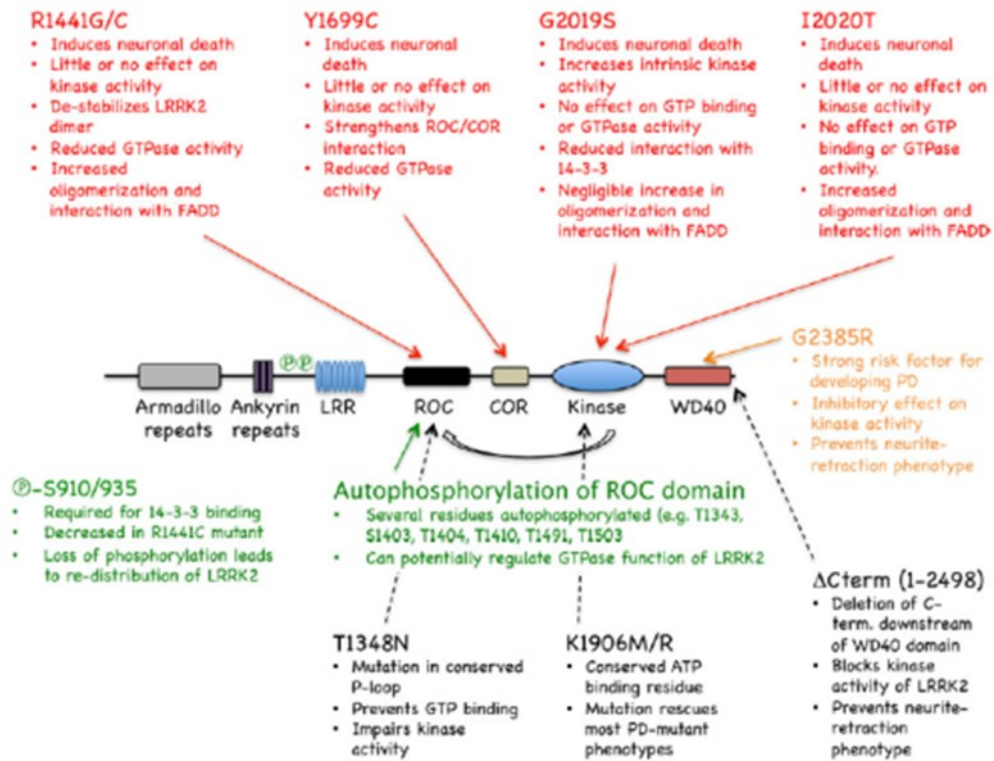 R1441G/C
• Induces neuronal death
• Little or no effect on
kinase activity
• De-stabilizes LRRK2
dimer
• Reduced GTPase activity
• Increased
oligomerization and
interaction with FADD
Y1699C
• Induces neuronal
death
• Little or no effect on
kinase activity
• Strengthens ROC/COR
interaction
• Reduced GTPase
activity
G2019S
• Induces neuronal death
• Increases intrinsic kinase
activity
• No effect on GTP binding
or GTPase activity
• Reduced interaction with
14-3-3
• Negligible increase in
oligomerization and
interaction with FADD
I2020T
• Induces neuronal
death
• Little or no effect on
kinase activity
• No effect on GTP
binding or GTPase
activity.
• Increased
oligomerization and
interaction with FADD
G2385R
• Strong risk factor for
developing PD
• Inhibitory effect on
kinase activity
• Prevents neurite-
retraction phenotype
Ⓟ Ⓟ
Armadillo
repeats
Ankyrin
repeats
LRR
ROC
COR
Kinase
WD40
Ⓟ-S910/935
• Required for 14-3-3 binding
• Decreased in R1441C mutant
• Loss of phosphorylation leads
to re-distribution of LRRK2
Autophosphorylation of ROC domain
• Several residues autophosphorylated (e.g. T1343,
S1403, T1404, T1410, T1491, T1503
• Can potentially regulate GTPase function of LRRK2
T1348N
• Mutation in conserved
P-loop
• Prevents GTP binding
• Impairs kinase
activity
K1906M/R
• Conserved ATP
binding residue
• Mutation rescues
most PD-mutant
phenotypes
ΔCterm (1-2498)
• Deletion of C-
term. downstream
of WD40 domain
• Blocks kinase
activity of LRRK2
• Prevents neurite-
retraction
phenotype